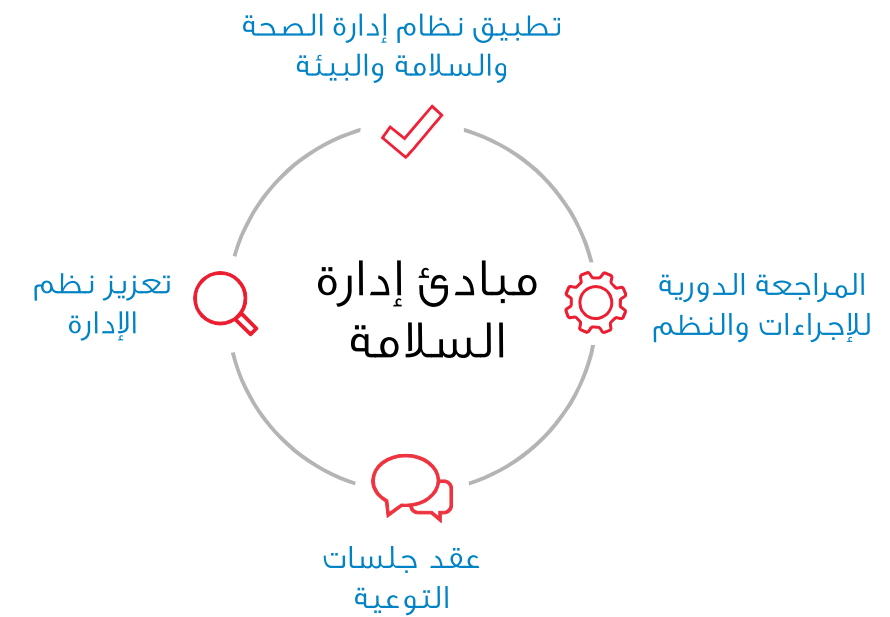 تطبيق نظام إدارة الصحة
والسلامة والبيئة
المراجعة الدورية
للإجراءات والنظم
مبادئ إدارة
السلامة
تعزيز نظم
الإدارة
عقد جلسات
التوعية